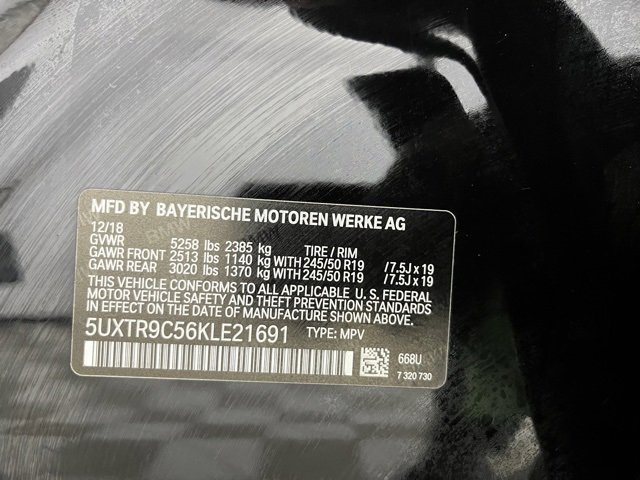 MFD BY BAYERISCHE MOTOREN WERKE AG
12/18
GVWR 5258 lbs 2385 kg TIRE / RIM
GAWR FRONT 2513 lbs 1140 kg WITH 245/50 R19 /7.5J x 19
GAWR REAR 3020 lbs 1370 kg WITH 245/50 R19 /7.5J x 19
THIS VEHICLE CONFORMS TO ALL APPLICABLE U.S. FEDERAL
MOTOR VEHICLE SAFETY AND THEFT PREVENTION STANDARDS
IN EFFECT ON THE DATE OF MANUFACTURE SHOWN ABOVE.
5UXTR9C56KLE21691 TYPE: MPV
668U
7 320 730